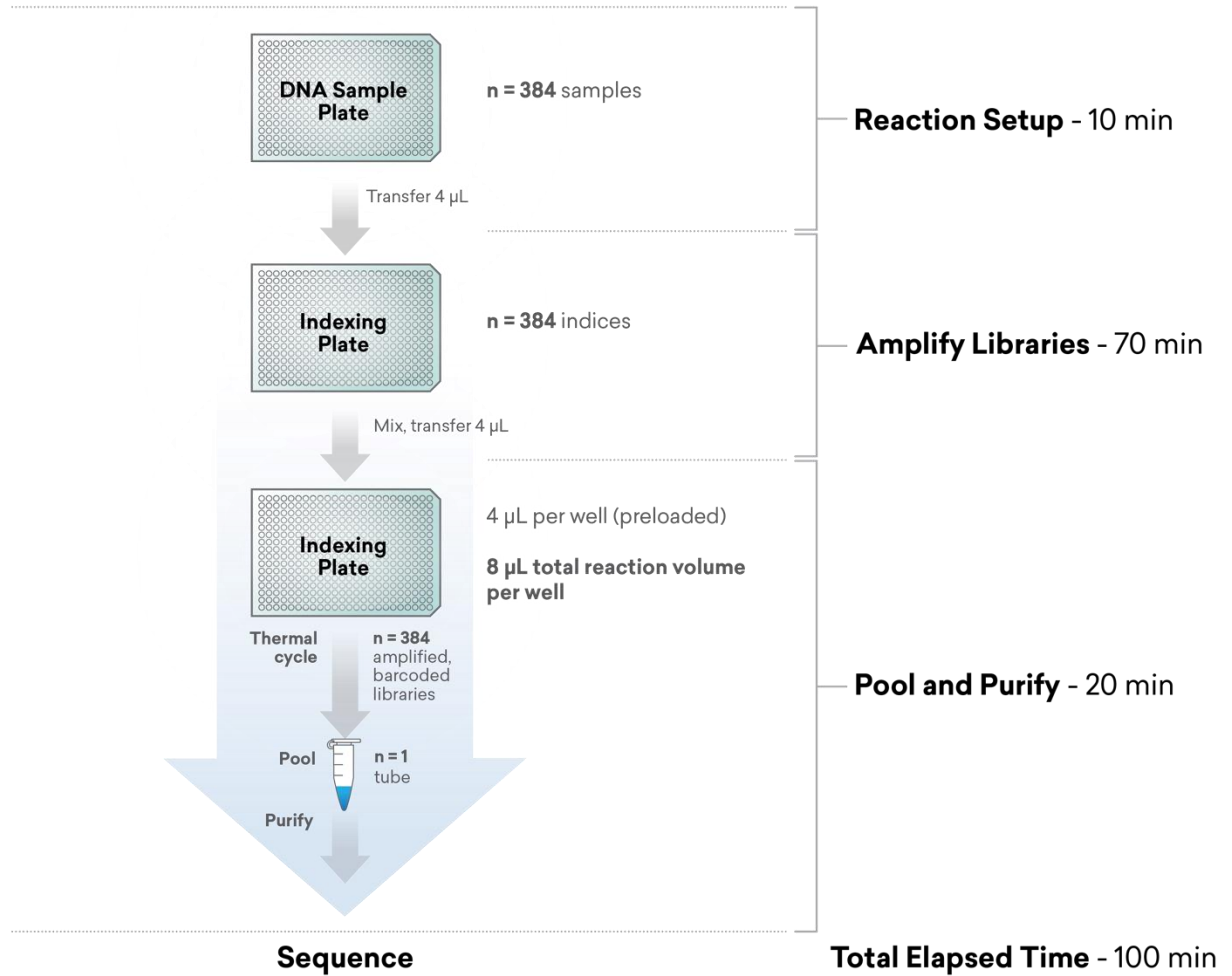 DNA Sample
Plate
n = 384 samples
Reaction Setup - 10 min
Transfer 4 µL
Indexing
Plate
n = 384 indices
Amplify Libraries - 70 min
Mix, transfer 4 µL
Indexing
Plate
4 µL per well (preloaded)
8 µL total reaction volume
per well
Thermal
cycle
n = 384
amplified,
barcoded
libraries
Pool and Purify - 20 min
Pool
n = 1
tube
Purify
Sequence
Total Elapsed Time - 100 min